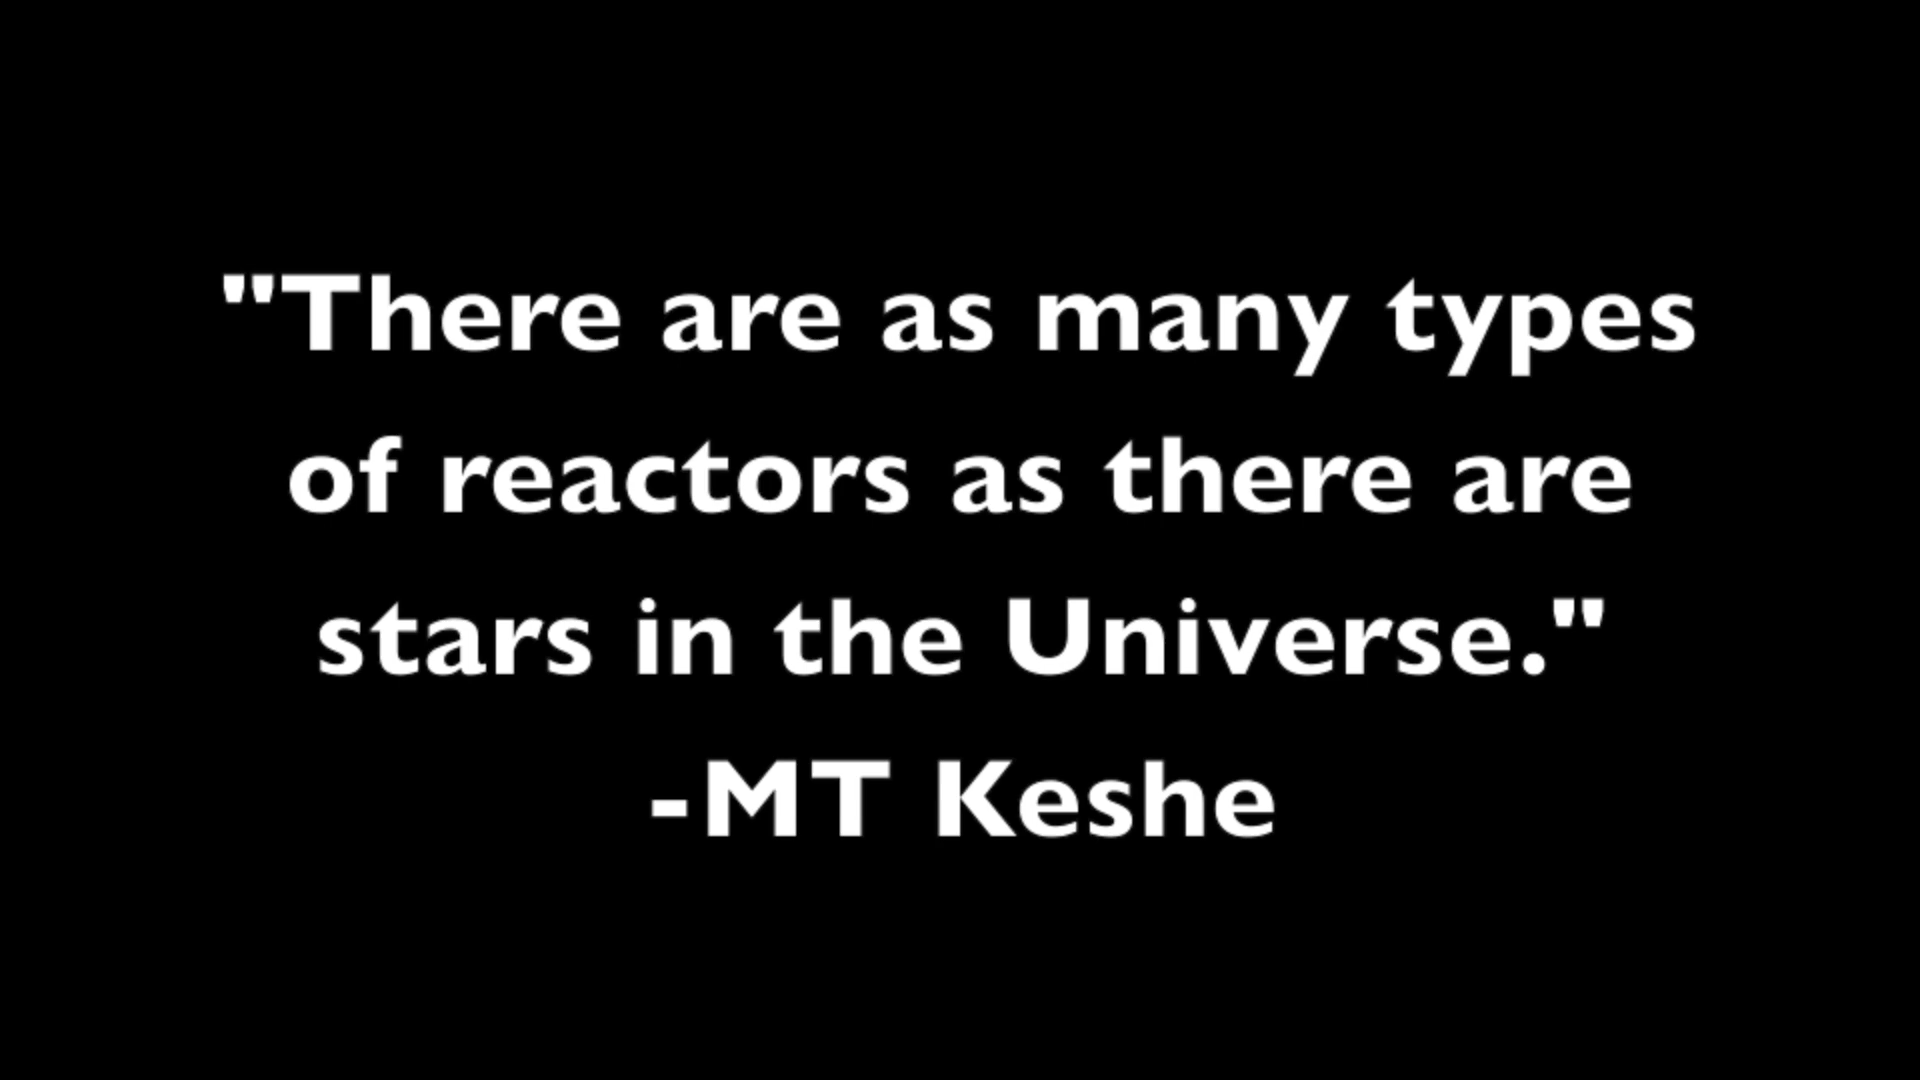 "There are as many types
of reactors as there are
stars in the Universe."
-MT Keshe